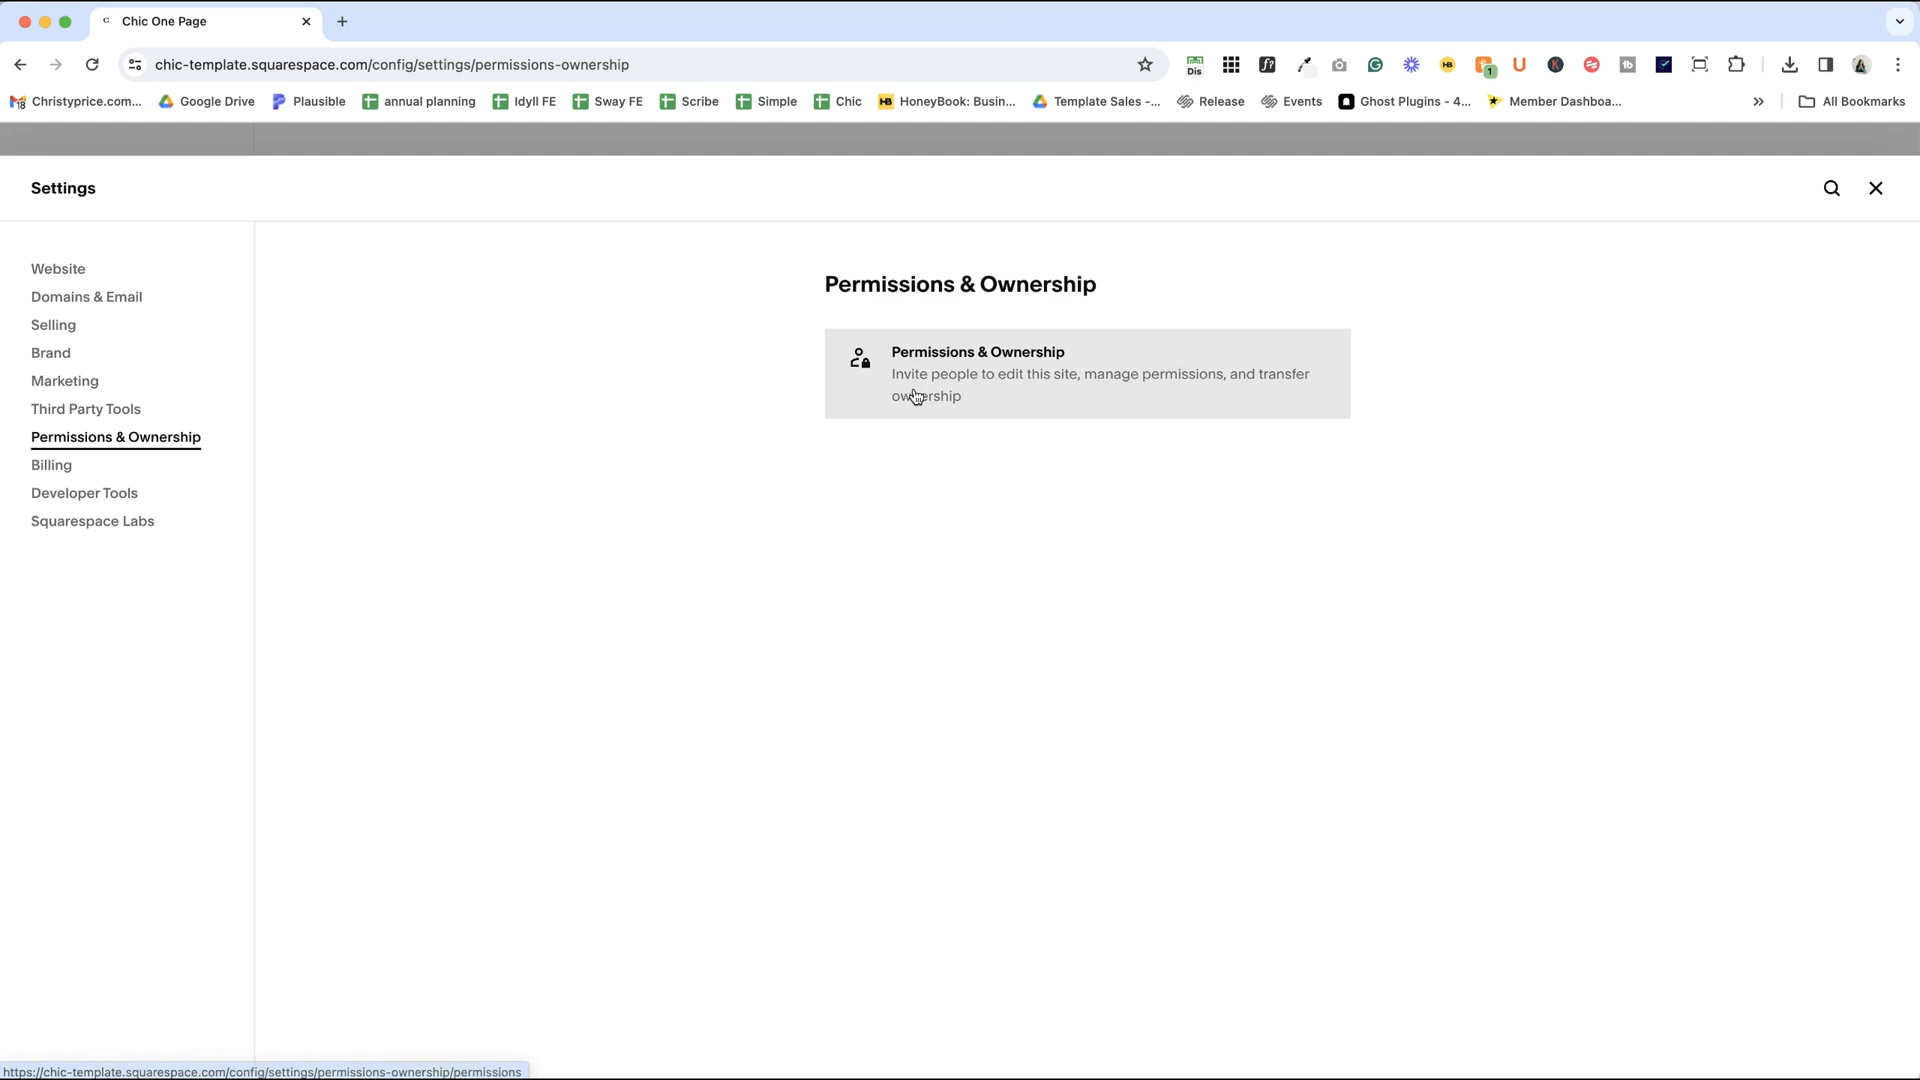 C Chic One Page
chic-template.squarespace.com/config/settings/permissions-ownership
Dis
1
18 Christyprice.com... Google Drive Plausible annual planning Idyll FE Sway FE Scribe Simple Chic HB HoneyBook: Busin... Template Sales -... Release Events Ghost Plugins - 4... Member Dashboa... » All Bookmarks
Settings
Website
Domains & Email
Selling
Brand
Marketing
Third Party Tools
Permissions & Ownership
Billing
Developer Tools
Squarespace Labs
Permissions & Ownership
Permissions & Ownership
Invite people to edit this site, manage permissions, and transfer
ownership
https://chic-template.squarespace.com/config/settings/permissions-ownership/permissions